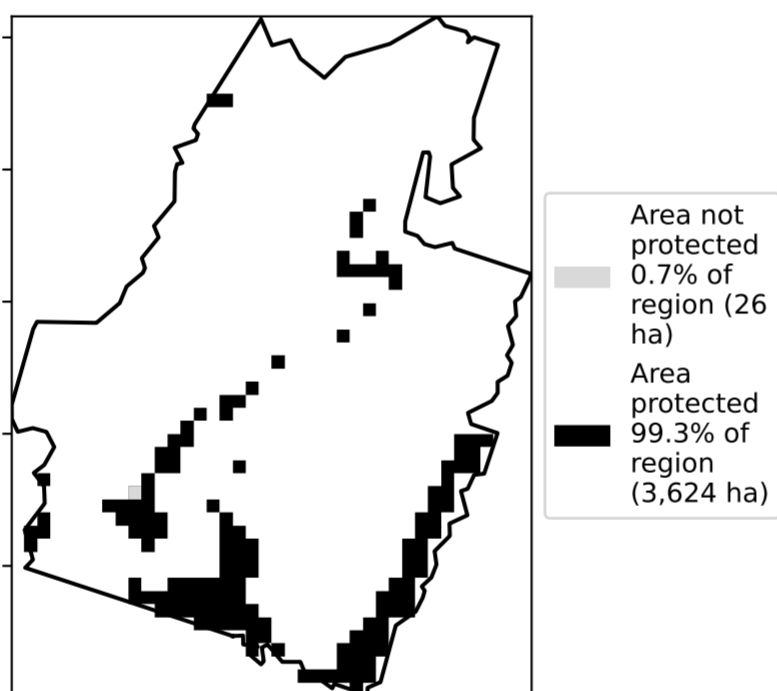 Area not
protected
0.7% of
region (26
ha)
Area
protected
99.3% of
region
(3,624 ha)